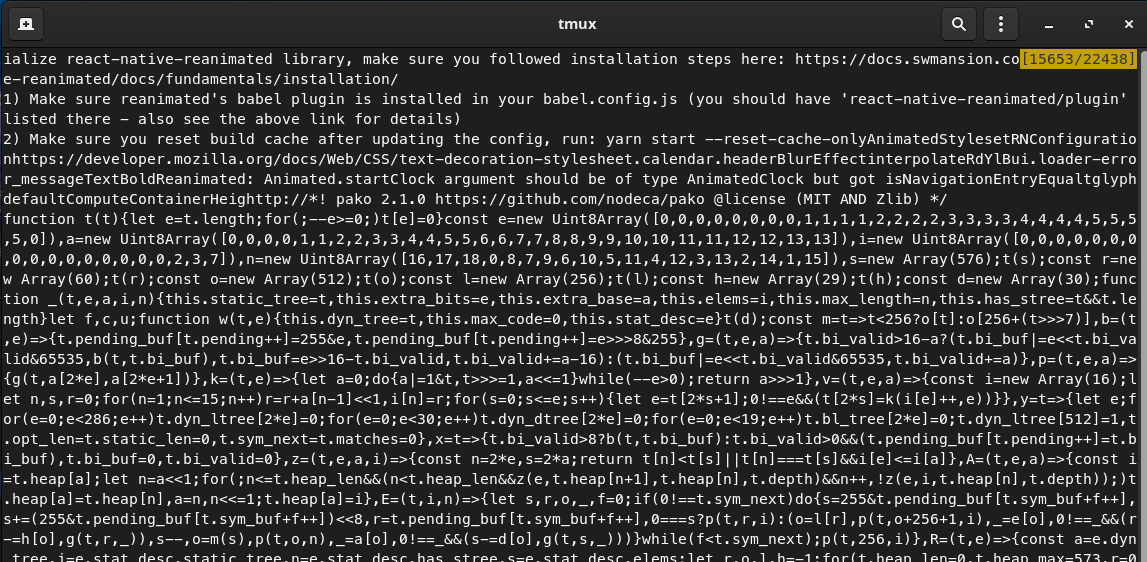 tmux
ialize react-native-reanimated library, make sure you followed installation steps here: https://docs.swmansion.co[15653/22438]
e-reanimated/docs/fundamentals/installation/
1) Make sure reanimated's babel plugin is installed in your babel.config.js (you should have 'react-native-reanimated/plugin'
listed there - also see the above link for details)
2) Make sure you reset build cache after updating the config, run: yarn start --reset-cache-onlyAnimatedStylesetRNConfiguratio
nhttps://developer.mozilla.org/docs/Web/CSS/text-decoration-stylesheet.calendar.headerBlurEffectinterpolateRdYlBui.loader-erro
r_messageTextBoldReanimated: Animated.startClock argument should be of type AnimatedClock but got isNavigationEntryEqualtglyph
defaultComputeContainerHeighttp://*! pako 2.1.0 https://github.com/nodeca/pako @license (MIT AND Zlib) */
function t(t){let e=t.length;for(;--e>=0;)t[e]=0}const e=new Uint8Array([0,0,0,0,0,0,0,0,1,1,1,1,2,2,2,2,3,3,3,3,4,4,4,4,5,5,5
,5,0]),a=new Uint8Array([0,0,0,0,1,1,2,2,3,3,4,4,5,5,6,6,7,7,8,8,9,9,10,10,11,11,12,12,13,13]),i=new Uint8Array([0,0,0,0,0,0,0
,0,0,0,0,0,0,0,0,0,2,3,7]),n=new Uint8Array([16,17,18,0,8,7,9,6,10,5,11,4,12,3,13,2,14,1,15]),s=new Array(576);t(s);const r=ne
w Array(60);t(r);const o=new Array(512);t(o);const l=new Array(256);t(l);const h=new Array(29);t(h);const d=new Array(30);func
tion _(t,e,a,i,n){this.static_tree=t,this.extra_bits=e,this.extra_base=a,this.elems=i,this.max_length=n,this.has_stree=t&&t.le
ngth}let f,c,u;function w(t,e){this.dyn_tree=t,this.max_code=0,this.stat_desc=e}t(d);const m=t=>t<256?o[t]:o[256+(t>>>7)],b=(t
,e)=>{t.pending_buf[t.pending++]=255&e,t.pending_buf[t.pending++]=e>>>8&255},g=(t,e,a)=>{t.bi_valid>16-a?(t.bi_buf|=e<<t.bi_va
lid&65535,b(t,t.bi_buf),t.bi_buf=e>>16-t.bi_valid,t.bi_valid+=a-16):(t.bi_buf|=e<<t.bi_valid&65535,t.bi_valid+=a)},p=(t,e,a)=>
{g(t,a[2*e],a[2*e+1])},k=(t,e)=>{let a=0;do{a|=1&t,t>>>=1,a<<=1}while(--e>0);return a>>>1},v=(t,e,a)=>{const i=new Array(16);l
et n,s,r=0;for(n=1;n<=15;n++)r=r+a[n-1]<<1,i[n]=r;for(s=0;s<=e;s++){let e=t[2*s+1];0!==e&&(t[2*s]=k(i[e]++,e))}},y=t=>{let e;f
or(e=0;e<286;e++)t.dyn_ltree[2*e]=0;for(e=0;e<30;e++)t.dyn_dtree[2*e]=0;for(e=0;e<19;e++)t.bl_tree[2*e]=0;t.dyn_ltree[512]=1,t
.opt_len=t.static_len=0,t.sym_next=t.matches=0},x=t=>{t.bi_valid>8?b(t,t.bi_buf):t.bi_valid>0&&(t.pending_buf[t.pending++]=t.b
i_buf),t.bi_buf=0,t.bi_valid=0},z=(t,e,a,i)=>{const n=2*e,s=2*a;return t[n]<t[s]||t[n]===t[s]&&i[e]<=i[a]},A=(t,e,a)=>{const i
=t.heap[a];let n=a<<1;for(;n<=t.heap_len&&(n<t.heap_len&&z(e,t.heap[n+1],t.heap[n],t.depth)&&n++,!z(e,i,t.heap[n],t.depth));)t
.heap[a]=t.heap[n],a=n,n<<=1;t.heap[a]=i},E=(t,i,n)=>{let s,r,o,_,f=0;if(0!==t.sym_next)do{s=255&t.pending_buf[t.sym_buf+f++],
s+=(255&t.pending_buf[t.sym_buf+f++])<<8,r=t.pending_buf[t.sym_buf+f++],0===s?p(t,r,i):(o=l[r],p(t,o+256+1,i),_=e[o],0!==_&&(r
-=h[o],g(t,r,_)),s--,o=m(s),p(t,o,n),_=a[o],0!==_&&(s-=d[o],g(t,s,_)))}while(f<t.sym_next);p(t,256,i)},R=(t,e)=>{const a=e.dyn
_tree,i=e.stat_desc.static_tree,n=e.stat_desc.has_stree,s=e.stat_desc.elems;let r,o,l,h=-1;for(t.heap_len=0,t.heap_max=573,r=0